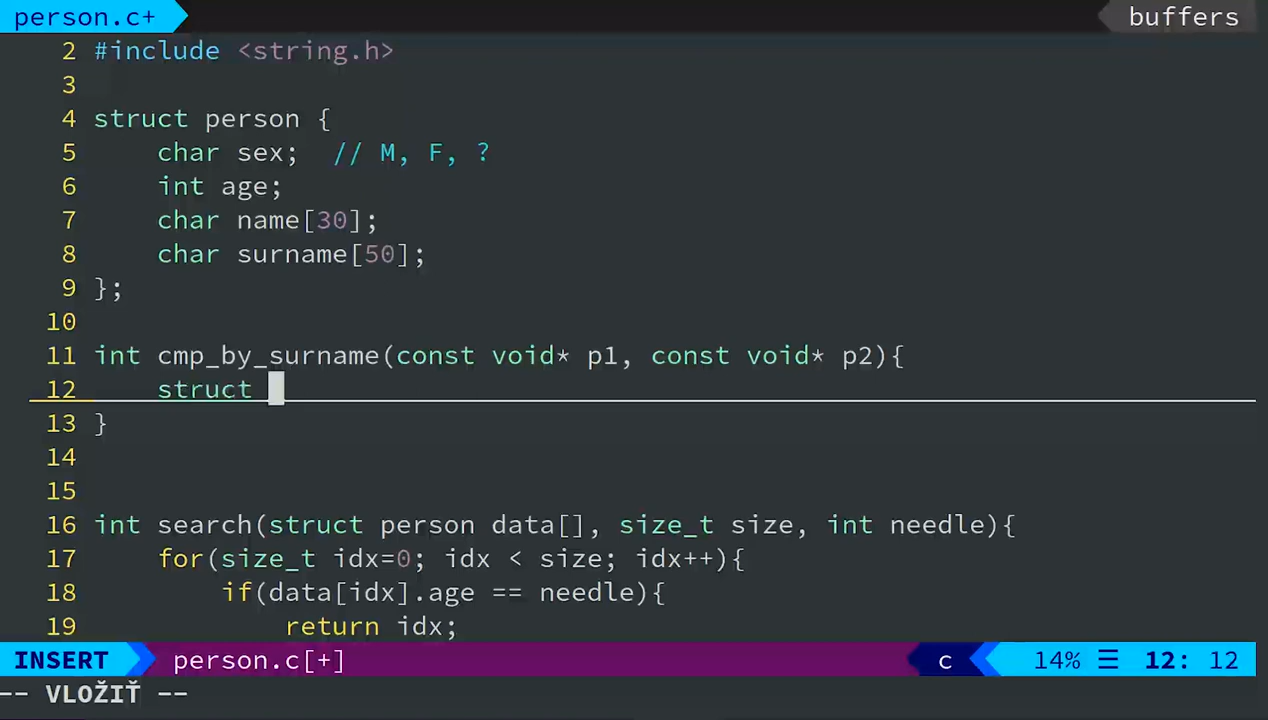 person.c+ buffers
2 #include <string.h>
3
4 struct person {
5     char sex;  // M, F, ?
6     int age;
7     char name[30];
8     char surname[50];
9 };
10
11 int cmp_by_surname(const void* p1, const void* p2){
12     struct
13 }
14
15
16 int search(struct person data[], size_t size, int needle){
17     for(size_t idx=0; idx < size; idx++){
18         if(data[idx].age == needle){
19             return idx;
INSERT person.c[+] c 14% ☰ 12: 12
-- VLOŽIŤ --